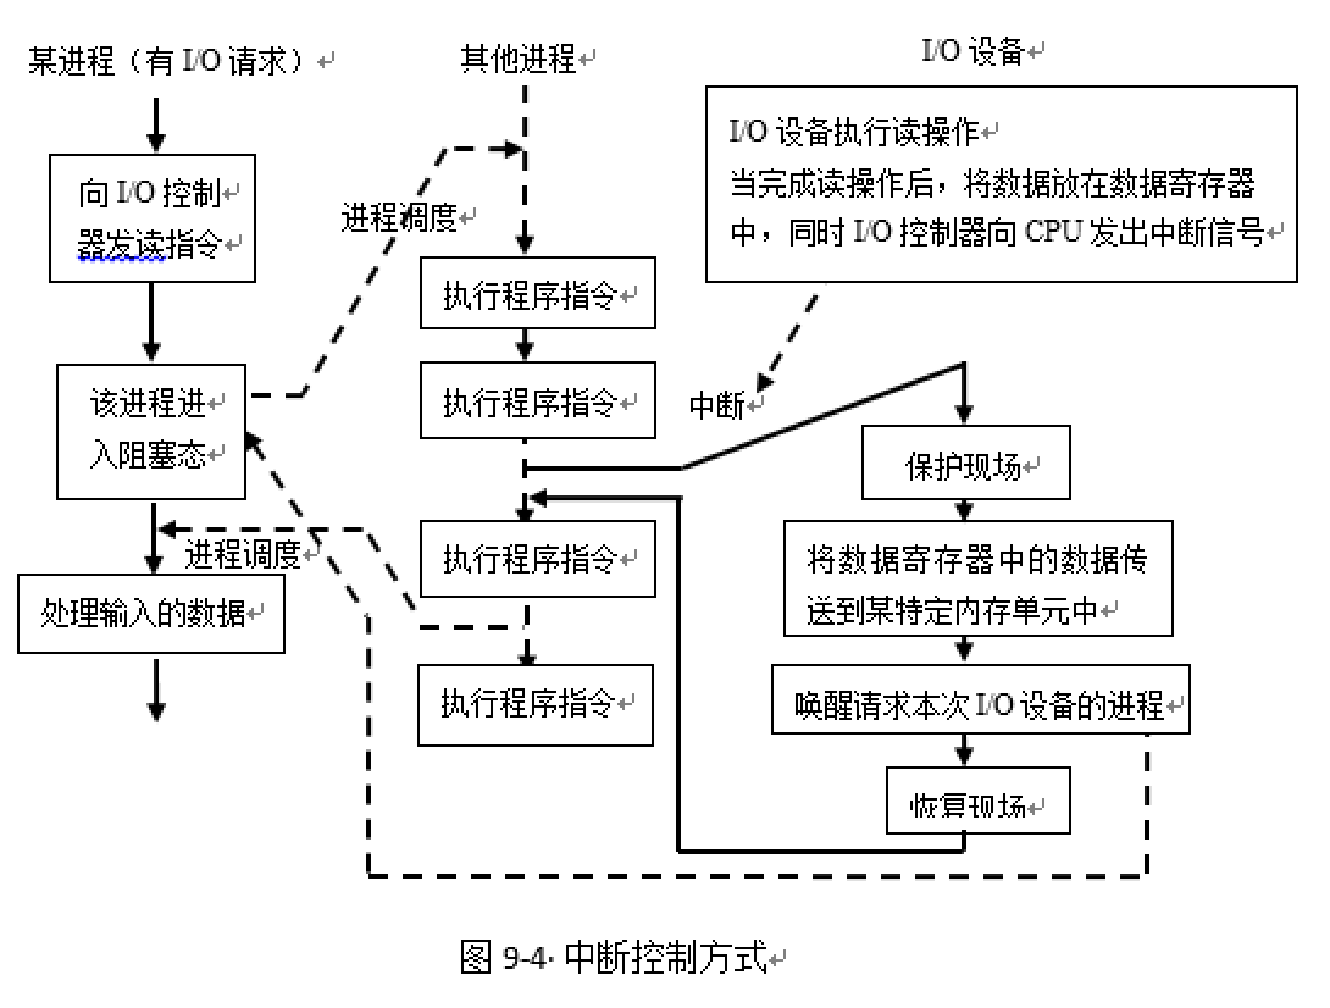 某进程（有 I/O 请求）
其他进程
I/O 设备
I/O 设备执行读操作
当完成读操作后，将数据放在数据寄存器
中，同时 I/O 控制器向 CPU 发出中断信号
向 I/O 控制
器发读指令
进程调度
执行程序指令
该进程进
入阻塞态
执行程序指令
中断
保护现场
进程调度
执行程序指令
将数据寄存器中的数据传
送到某特定内存单元中
处理输入的数据
执行程序指令
唤醒请求本次 I/O 设备的进程
恢复现场
图 9-4· 中断控制方式